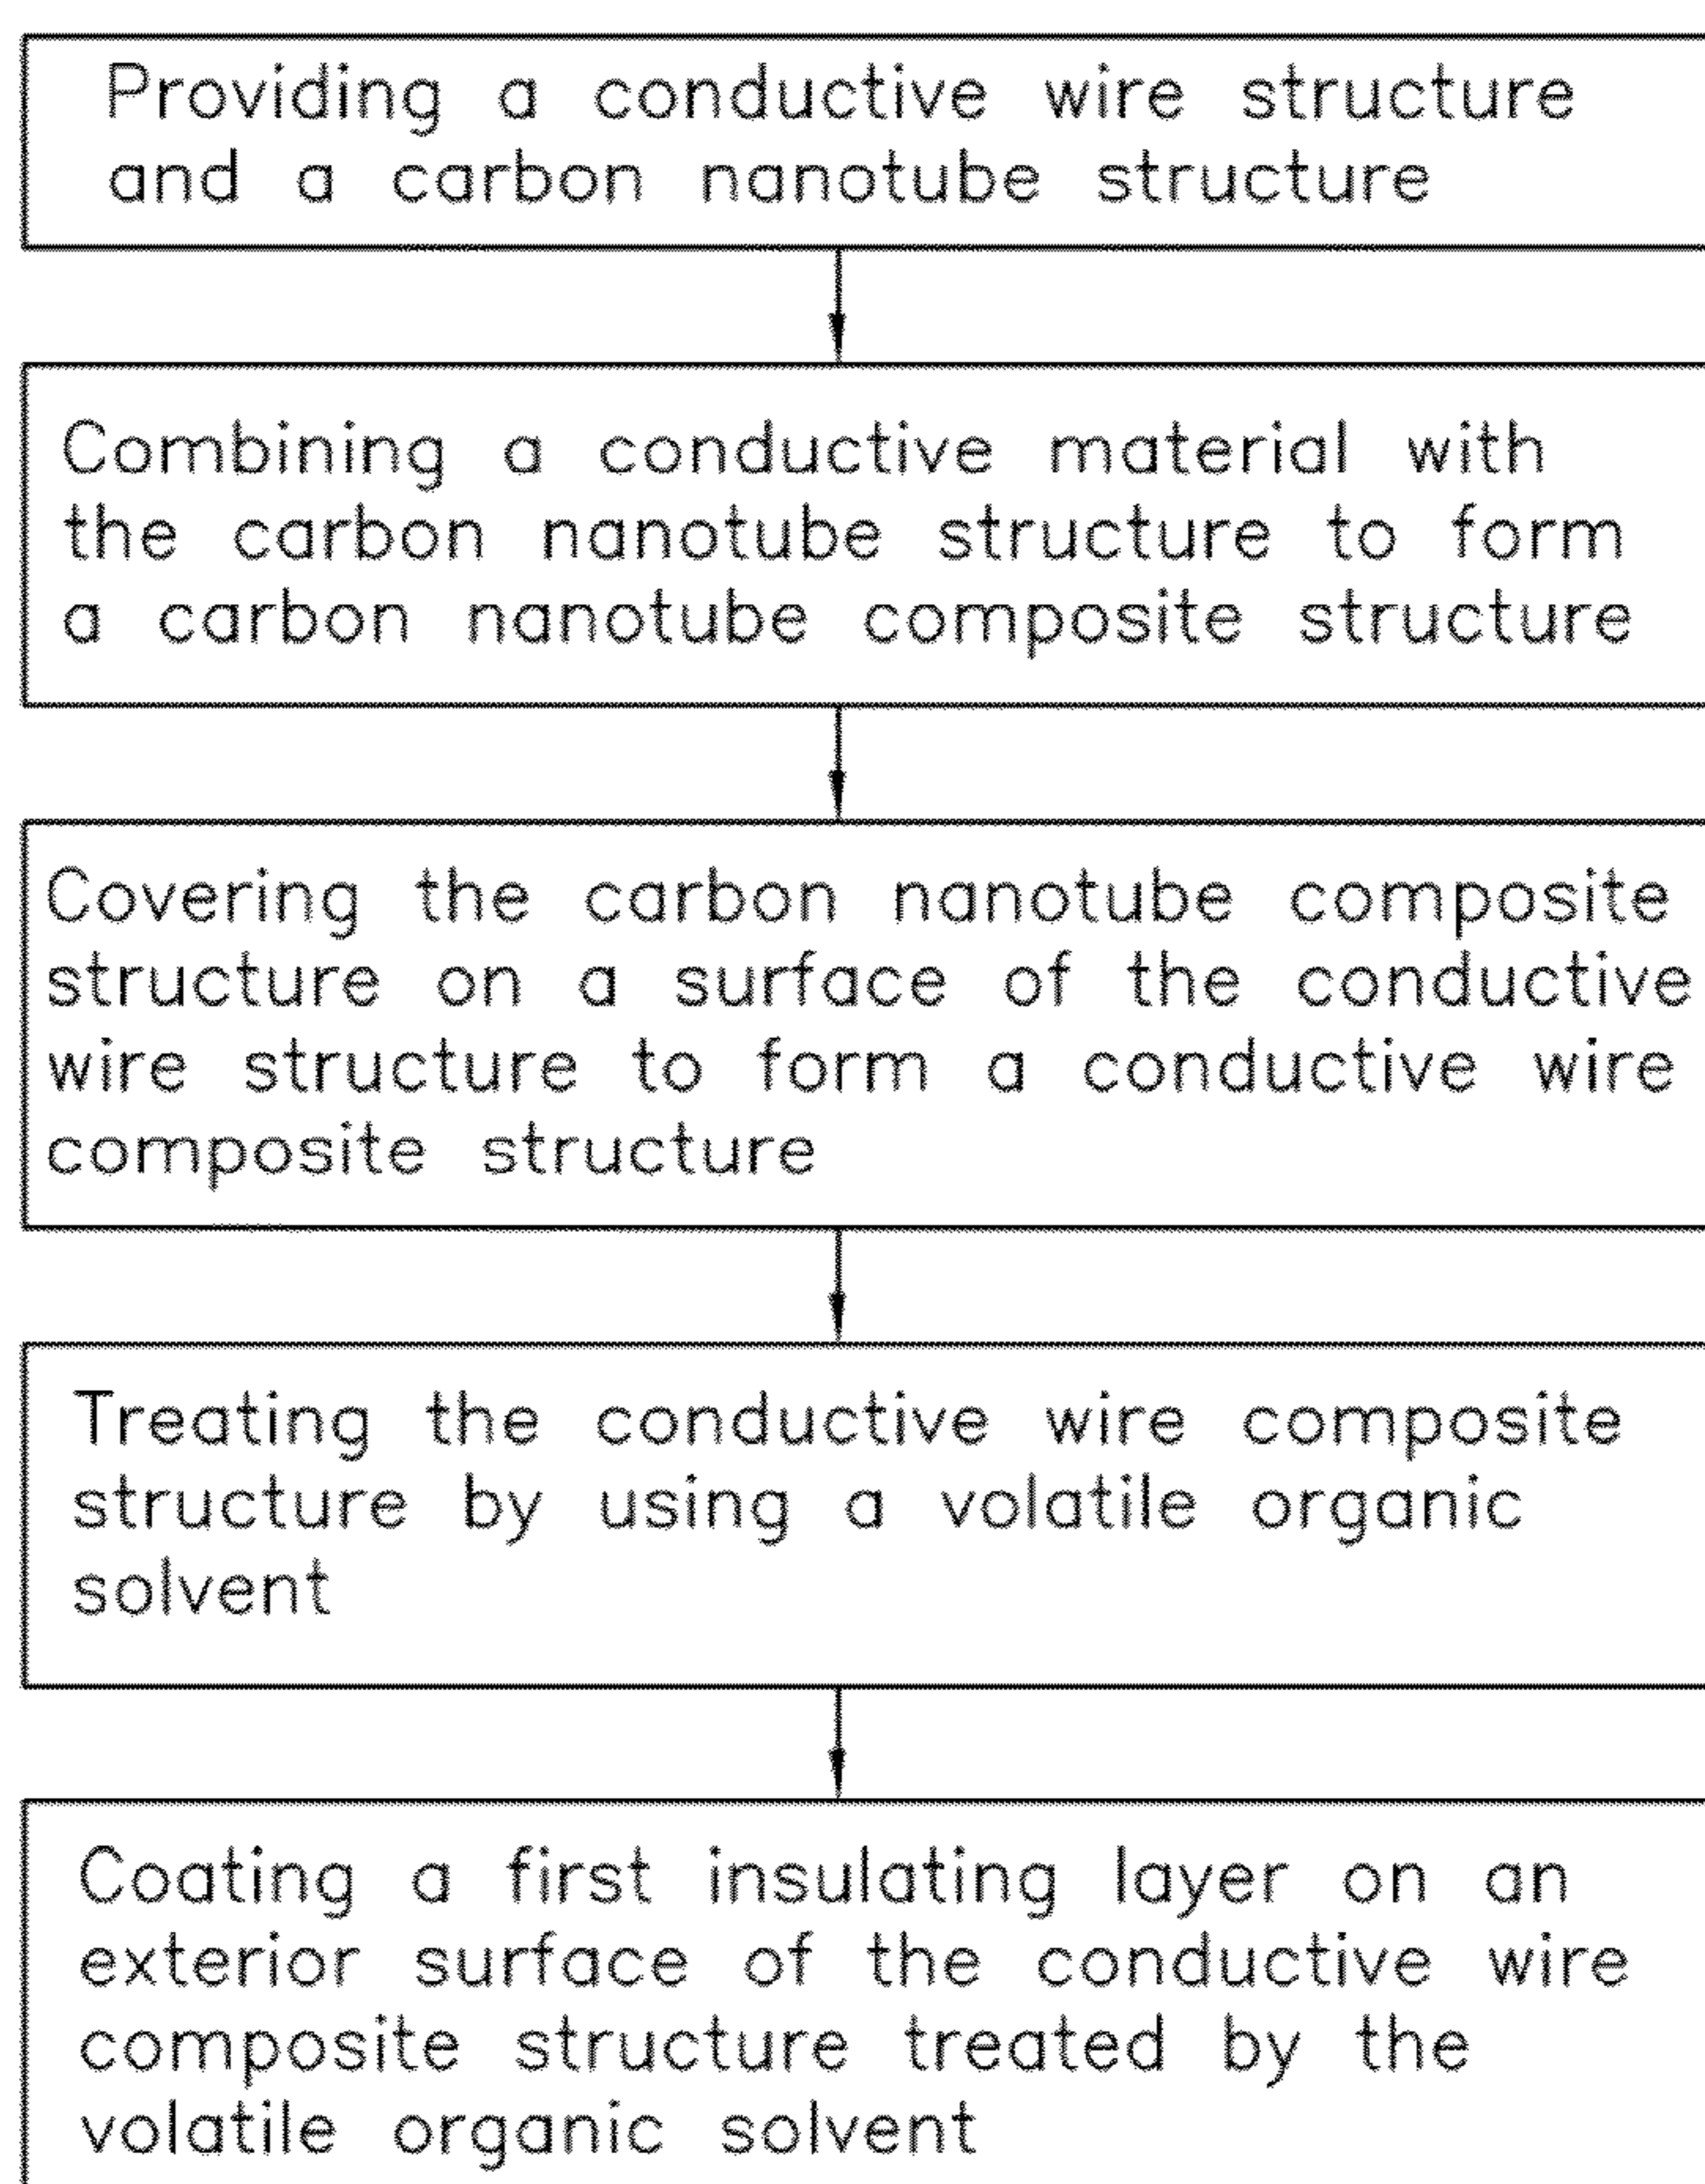 Providing a conductive wire structure
and a carbon nanotube structure
Combining a conductive material with
the carbon nanotube structure to form
a carbon nanotube composite structure
Covering the carbon nanotube composite
structure on a surface of the conductive
wire structure to form a conductive wire
composite structure
Treating the conductive wire composite
structure by using a volatile organic
solvent
Coating a first insulating layer on an
exterior surface of the conductive wire
composite structure treated by the
volatile organic solvent